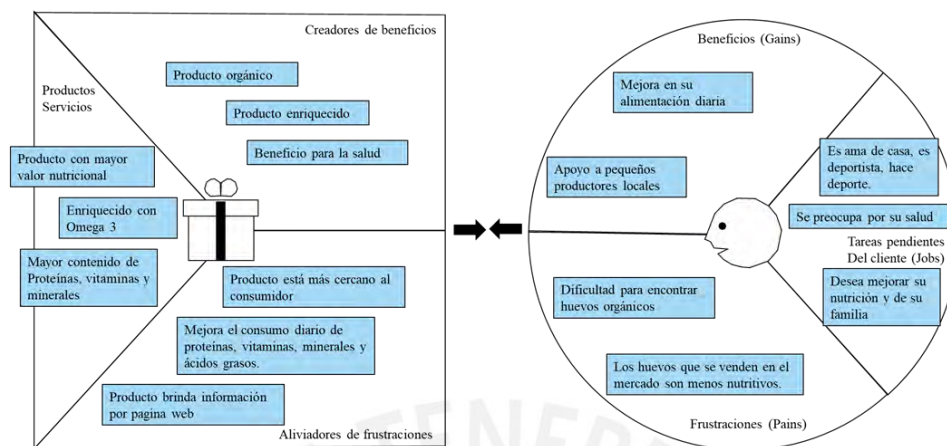 Creadores de beneficios
Producto orgánico
Producto enriquecido
Beneficio para la salud
Productos
Servicios
Producto con mayor
valor nutricional
Enriquecido con
Omega 3
Mayor contenido de
Proteínas, vitaminas y
minerales
Producto está más cercano al
consumidor
Mejora el consumo diario de
proteínas, vitaminas, minerales y
ácidos grasos.
Producto brinda información
por pagina web
Aliviadores de frustraciones
Beneficios (Gains)
Mejora en su
alimentación diaria
Apoyo a pequeños
productores locales
Es ama de casa, es
deportista, hace
deporte.
Se preocupa por su salud
Tareas pendientes
Del cliente (Jobs)
Desea mejorar su
nutrición y de su
familia
Dificultad para encontrar
huevos orgánicos
Los huevos que se venden en el
mercado son menos nutritivos.
Frustraciones (Pains)
TENEB